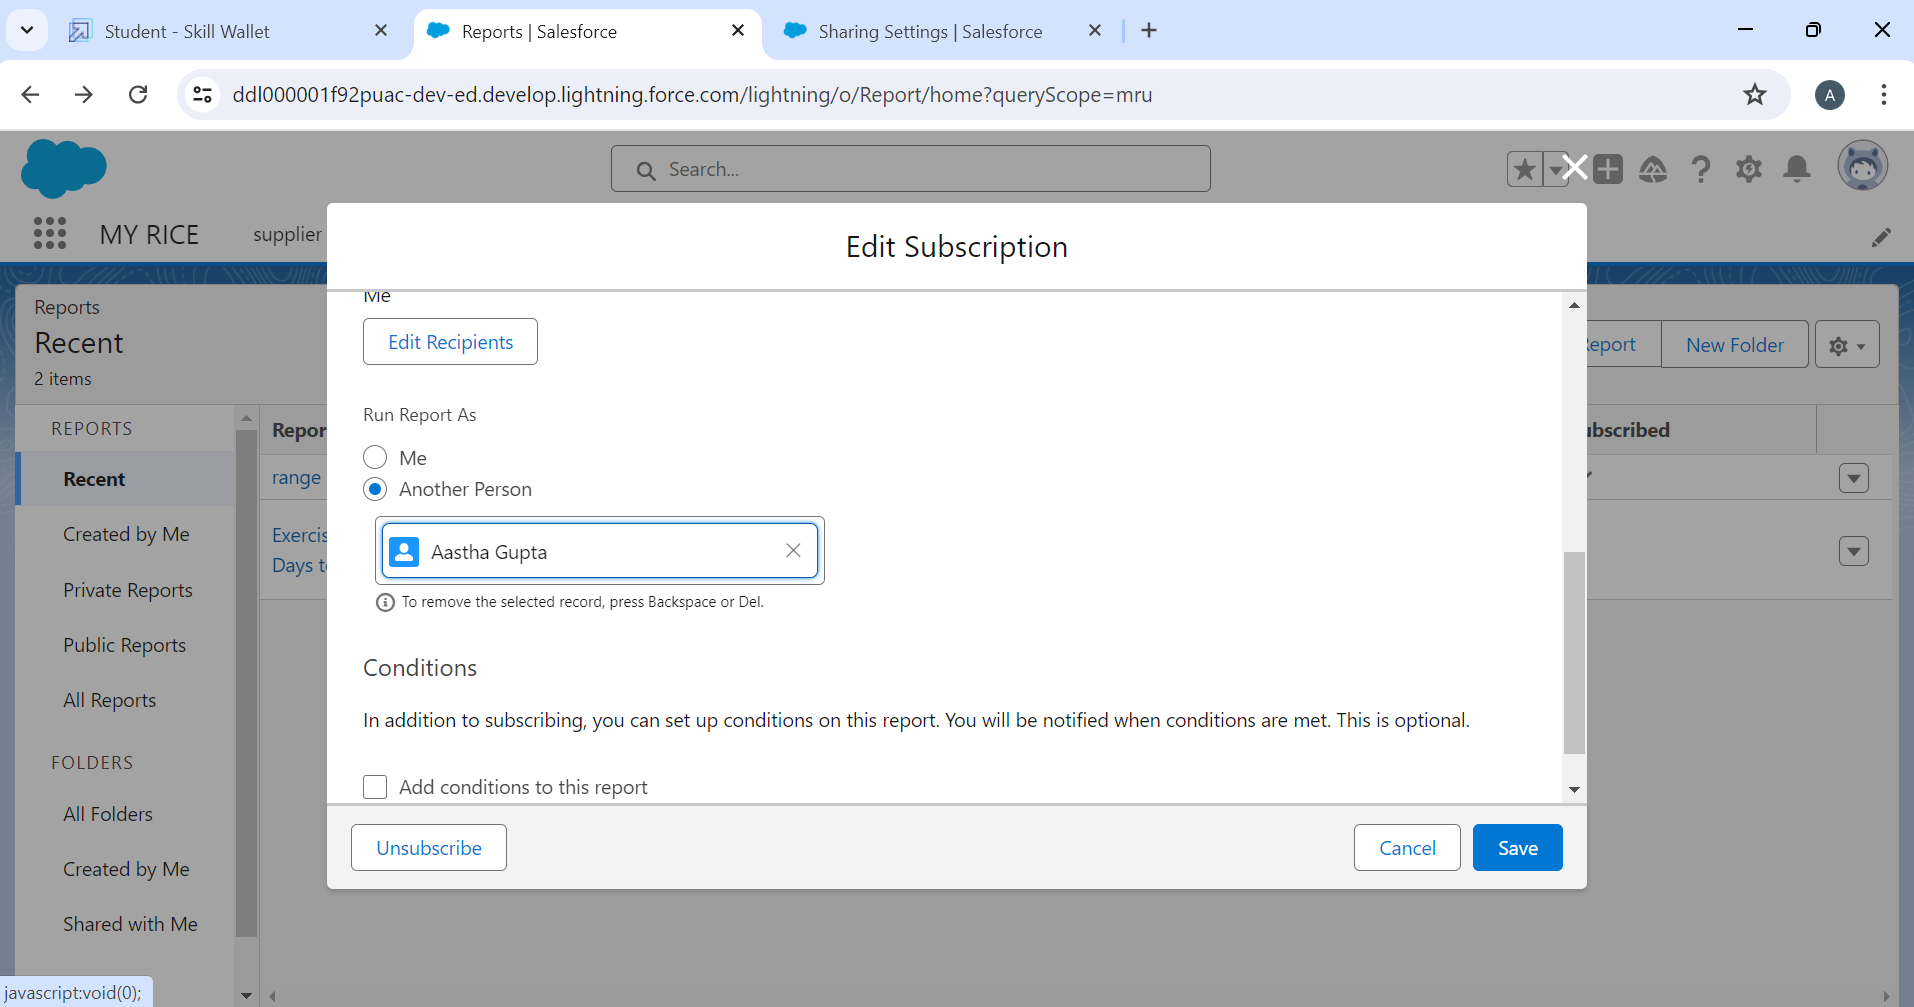 Student - Skill Wallet
Reports | Salesforce
Sharing Settings | Salesforce
ddl000001f92puac-dev-ed.develop.lightning.force.com/lightning/o/Report/home?queryScope=mru
A
Search...
MY RICE
supplier
Edit Subscription
Reports
Recent
2 items
Report
New Folder
Me
Edit Recipients
Run Report As
Me
Another Person
Aastha Gupta
To remove the selected record, press Backspace or Del.
Conditions
In addition to subscribing, you can set up conditions on this report. You will be notified when conditions are met. This is optional.
Add conditions to this report
Unsubscribe
Cancel
Save
REPORTS
Recent
Created by Me
Private Reports
Public Reports
All Reports
FOLDERS
All Folders
Created by Me
Shared with Me
Repor
ubscribed
range
Exercis
Days t
javascript:void(0);